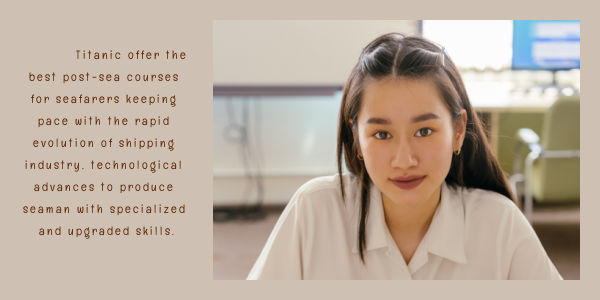 Titanic offer the
best post-sea courses
for seafarers keeping
pace with the rapid
evolution of shipping
industry, technological
advances to produce
seaman with specialized
and upgraded skills.